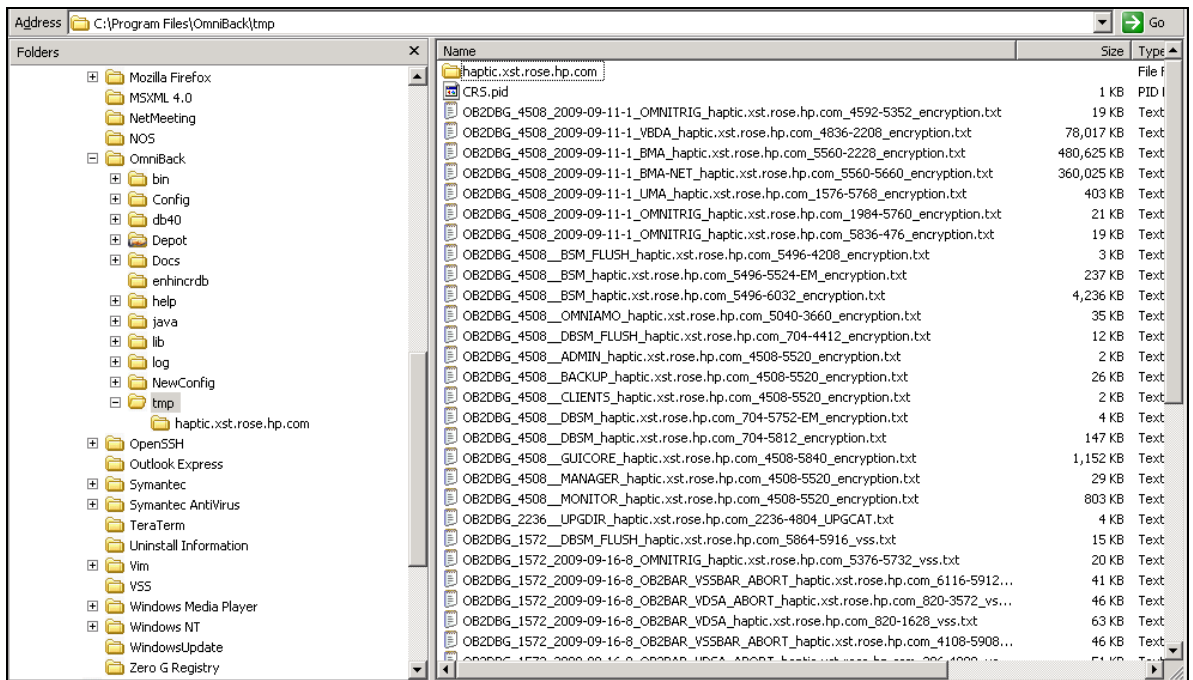 Address C:\Program Files\OmniBack\tmp Go
Folders
Mozilla Firefox
MSXML 4.0
NetMeeting
NOS
OmniBack
bin
Config
db40
Depot
Docs
enhincrdb
help
java
lib
log
NewConfig
tmp
haptic.xst.rose.hp.com
OpenSSH
Outlook Express
Symantec
Symantec AntiVirus
TeraTerm
Uninstall Information
Vim
VSS
Windows Media Player
Windows NT
WindowsUpdate
Zero G Registry
Name Size Type
haptic.xst.rose.hp.com File f
CRS.pid 1 KB PID
OB2DBG_4508_2009-09-11-1_OMNITRIG_haptic.xst.rose.hp.com_4592-5352_encryption.txt 19 KB Text
OB2DBG_4508_2009-09-11-1_VBDA_haptic.xst.rose.hp.com_4836-2208_encryption.txt 78,017 KB Text
OB2DBG_4508_2009-09-11-1_BMA_haptic.xst.rose.hp.com_5560-2228_encryption.txt 480,625 KB Text
OB2DBG_4508_2009-09-11-1_BMA-NET_haptic.xst.rose.hp.com_5560-5660_encryption.txt 360,025 KB Text
OB2DBG_4508_2009-09-11-1_UMA_haptic.xst.rose.hp.com_1576-5768_encryption.txt 403 KB Text
OB2DBG_4508_2009-09-11-1_OMNITRIG_haptic.xst.rose.hp.com_1984-5760_encryption.txt 21 KB Text
OB2DBG_4508_2009-09-11-1_OMNITRIG_haptic.xst.rose.hp.com_5836-476_encryption.txt 19 KB Text
OB2DBG_4508__BSM_FLUSH_haptic.xst.rose.hp.com_5496-4208_encryption.txt 3 KB Text
OB2DBG_4508__BSM_haptic.xst.rose.hp.com_5496-5524-EM_encryption.txt 237 KB Text
OB2DBG_4508__BSM_haptic.xst.rose.hp.com_5496-6032_encryption.txt 4,236 KB Text
OB2DBG_4508__OMNIAMO_haptic.xst.rose.hp.com_5040-3660_encryption.txt 35 KB Text
OB2DBG_4508__DBSM_FLUSH_haptic.xst.rose.hp.com_704-4412_encryption.txt 12 KB Text
OB2DBG_4508__ADMIN_haptic.xst.rose.hp.com_4508-5520_encryption.txt 2 KB Text
OB2DBG_4508__BACKUP_haptic.xst.rose.hp.com_4508-5520_encryption.txt 26 KB Text
OB2DBG_4508__CLIENTS_haptic.xst.rose.hp.com_4508-5520_encryption.txt 2 KB Text
OB2DBG_4508__DBSM_haptic.xst.rose.hp.com_704-5752-EM_encryption.txt 4 KB Text
OB2DBG_4508__DBSM_haptic.xst.rose.hp.com_704-5812_encryption.txt 147 KB Text
OB2DBG_4508__GUICORE_haptic.xst.rose.hp.com_4508-5840_encryption.txt 1,152 KB Text
OB2DBG_4508__MANAGER_haptic.xst.rose.hp.com_4508-5520_encryption.txt 29 KB Text
OB2DBG_4508__MONITOR_haptic.xst.rose.hp.com_4508-5520_encryption.txt 803 KB Text
OB2DBG_2236__UPGDIR_haptic.xst.rose.hp.com_2236-4804_UPGCAT.txt 4 KB Text
OB2DBG_1572__DBSM_FLUSH_haptic.xst.rose.hp.com_5864-5916_vss.txt 15 KB Text
OB2DBG_1572_2009-09-16-8_OMNITRIG_haptic.xst.rose.hp.com_5376-5732_vss.txt 20 KB Text
OB2DBG_1572_2009-09-16-8_OB2BAR_VSSBAR_ABORT_haptic.xst.rose.hp.com_6116-5912... 41 KB Text
OB2DBG_1572_2009-09-16-8_OB2BAR_VDSA_ABORT_haptic.xst.rose.hp.com_820-3572_vs... 46 KB Text
OB2DBG_1572_2009-09-16-8_OB2BAR_VDSA_haptic.xst.rose.hp.com_820-1628_vss.txt 63 KB Text
OB2DBG_1572_2009-09-16-8_OB2BAR_VSSBAR_ABORT_haptic.xst.rose.hp.com_4108-5908... 46 KB Text